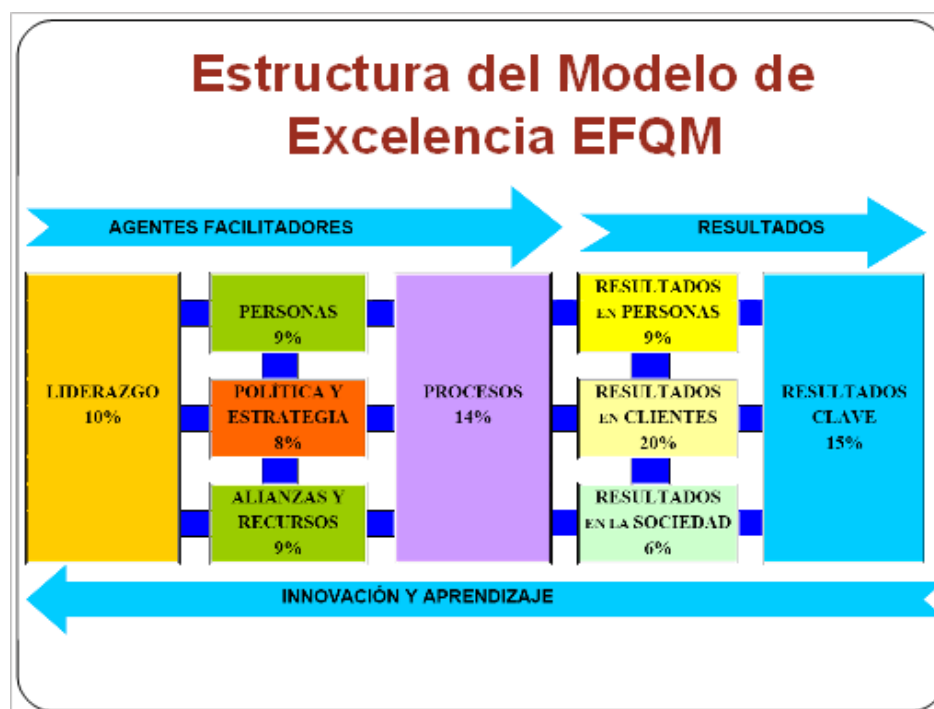 Estructura del Modelo de
Excelencia EFQM
AGENTES FACILITADORES
RESULTADOS
LIDERAZGO
10%
PERSONAS
9%
POLÍTICA Y
ESTRATEGIA
8%
ALIANZAS Y
RECURSOS
9%
PROCESOS
14%
RESULTADOS
EN PERSONAS
9%
RESULTADOS
EN CLIENTES
20%
RESULTADOS
EN LA SOCIEDAD
6%
RESULTADOS
CLAVE
15%
INNOVACIÓN Y APRENDIZAJE